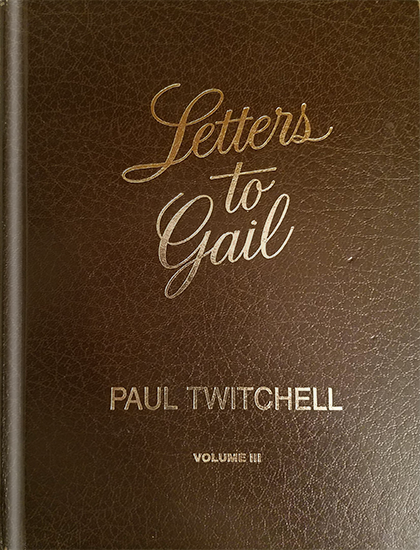 Letters
to
Gail
PAUL TWITCHELL
VOLUME III